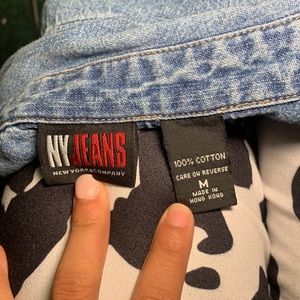 NY JEANS
NEW YORK & COMPANY
100% COTTON
CARE ON REVERSE
M
MADE IN
HONG KONG